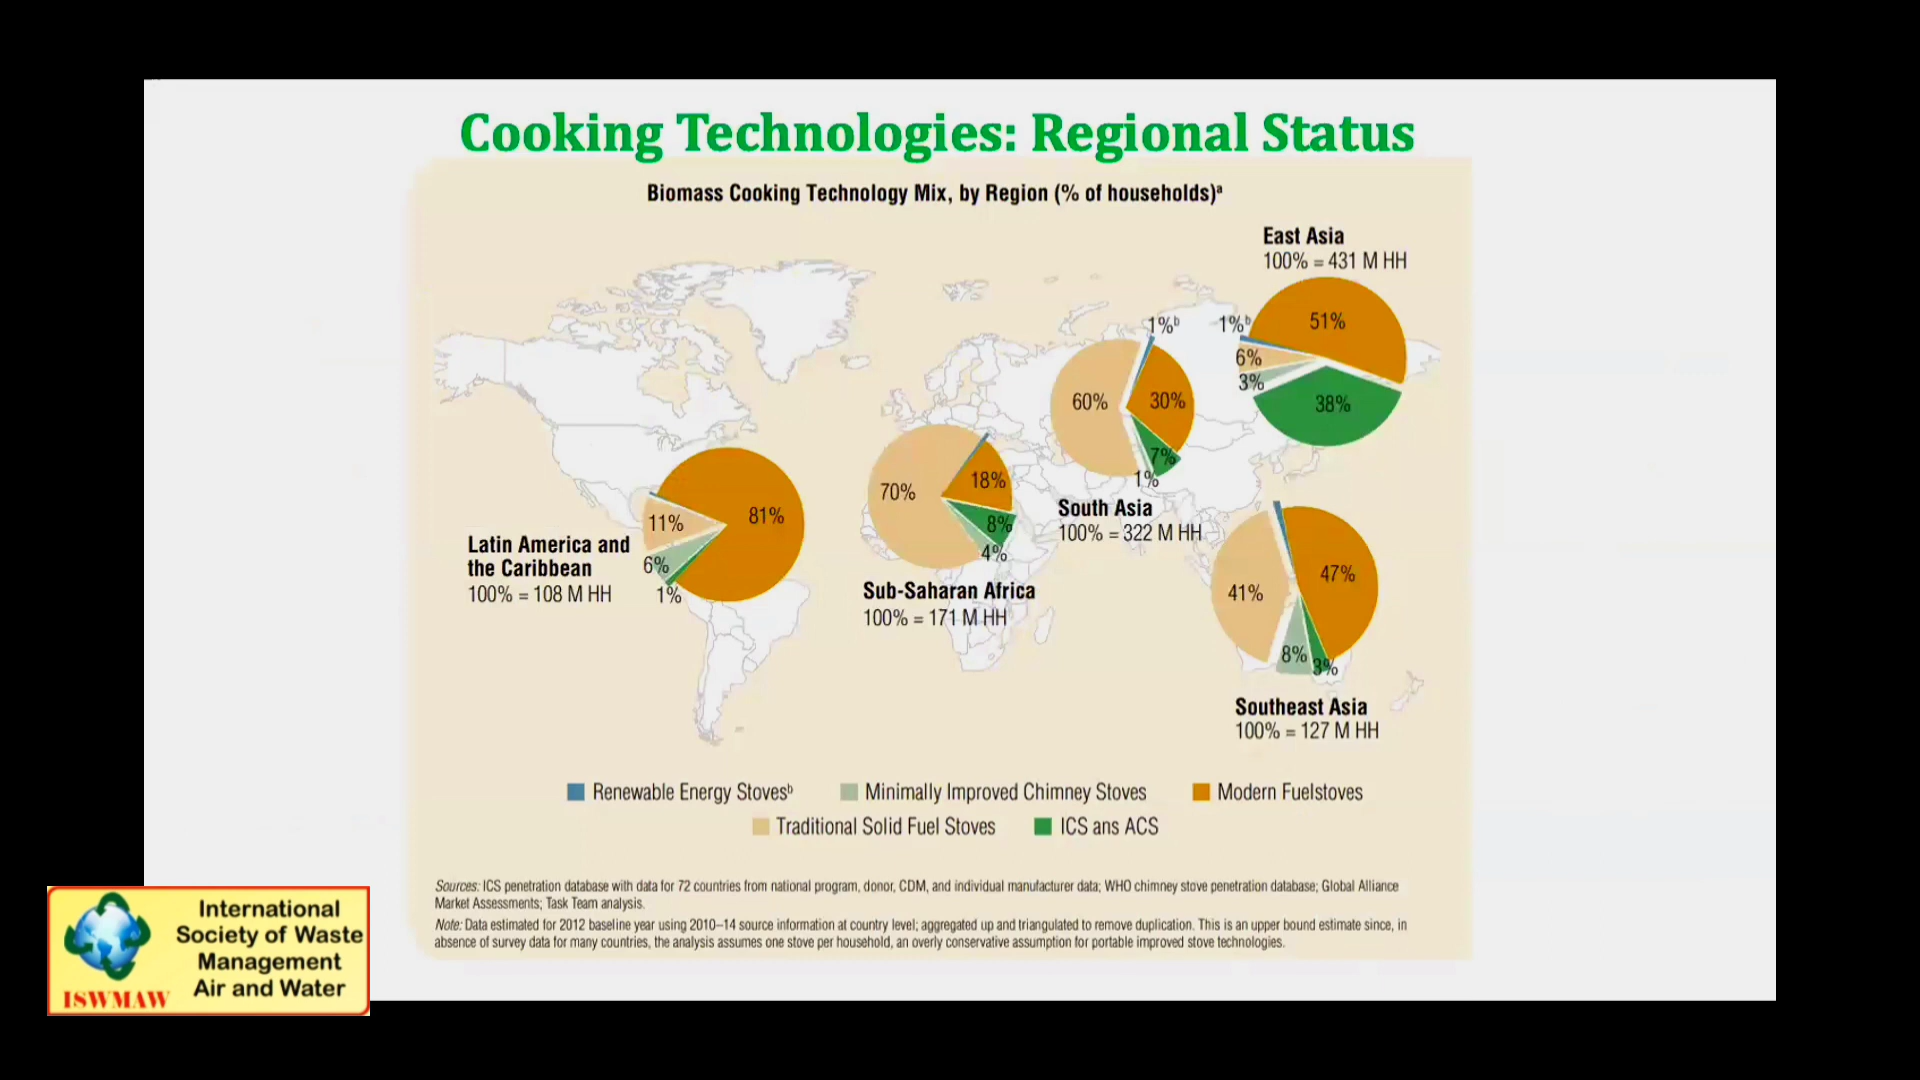 Cooking Technologies: Regional Status
Biomass Cooking Technology Mix, by Region (% of households)ª
East Asia
100% = 431 M HH
51%
1%ᵇ
6%
3%
38%
1%ᵇ
60%
30%
7%
1%
South Asia
100% = 322 M HH
70%
18%
8%
4%
Sub-Saharan Africa
100% = 171 M HH
81%
11%
6%
1%
Latin America and
the Caribbean
100% = 108 M HH
47%
41%
8%
3%
Southeast Asia
100% = 127 M HH
Renewable Energy Stovesᵇ
Minimally Improved Chimney Stoves
Modern Fuelstoves
Traditional Solid Fuel Stoves
ICS ans ACS
Sources: ICS penetration database with data for 72 countries from national program, donor, CDM, and individual manufacturer data; WHO chimney stove penetration database; Global Alliance
Market Assessments; Task Team analysis.
Note: Data estimated for 2012 baseline year using 2010–14 source information at country level; aggregated up and triangulated to remove duplication. This is an upper bound estimate since, in
absence of survey data for many countries, the analysis assumes one stove per household, an overly conservative assumption for portable improved stove technologies.
International
Society of Waste
Management
Air and Water
ISWMAW